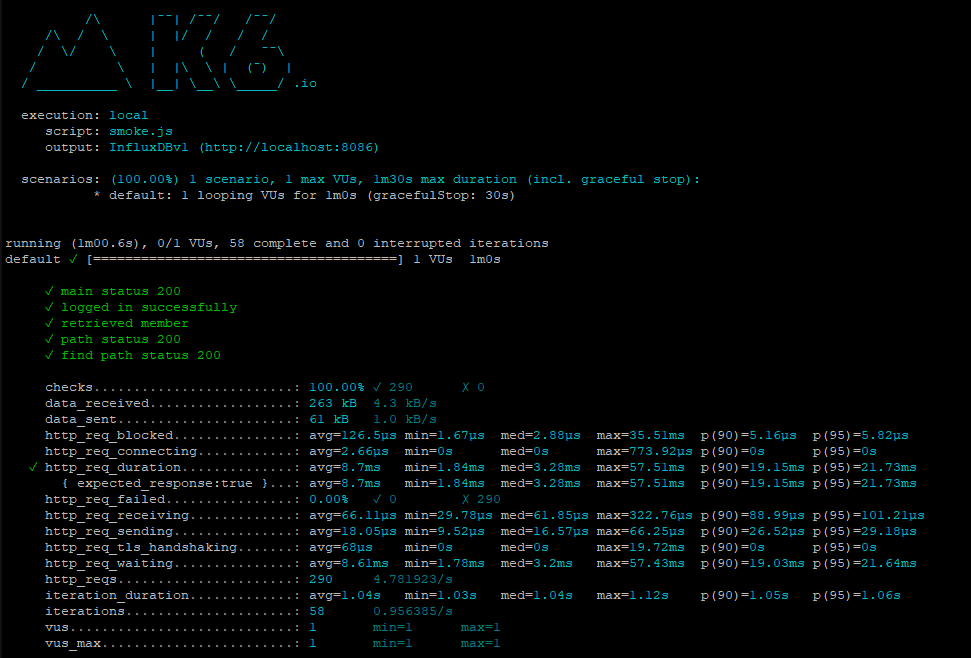 .io
execution: local
script: smoke.js
output: InfluxDBv1 (http://localhost:8086)
scenarios: (100.00%) 1 scenario, 1 max VUs, 1m30s max duration (incl. graceful stop):
* default: 1 looping VUs for 1m0s (gracefulStop: 30s)
running (1m00.6s), 0/1 VUs, 58 complete and 0 interrupted iterations
default ✓ [======================================] 1 VUs  1m0s
✓ main status 200
✓ logged in successfully
✓ retrieved member
✓ path status 200
✓ find path status 200
checks.........................: 100.00% ✓ 290      ✗ 0
data_received..................: 263 kB  4.3 kB/s
data_sent......................: 61 kB   1.0 kB/s
http_req_blocked...............: avg=126.5µs min=1.67µs  med=2.88µs  max=35.51ms  p(90)=5.16µs  p(95)=5.82µs
http_req_connecting............: avg=2.66µs  min=0s      med=0s      max=773.92µs p(90)=0s      p(95)=0s
✓ http_req_duration..............: avg=8.7ms   min=1.84ms  med=3.28ms  max=57.51ms  p(90)=19.15ms p(95)=21.73ms
{ expected_response:true }...: avg=8.7ms   min=1.84ms  med=3.28ms  max=57.51ms  p(90)=19.15ms p(95)=21.73ms
http_req_failed................: 0.00%   ✓ 0        ✗ 290
http_req_receiving.............: avg=66.11µs min=29.78µs med=61.85µs max=322.76µs p(90)=88.99µs p(95)=101.21µs
http_req_sending...............: avg=18.05µs min=9.52µs  med=16.57µs max=66.25µs  p(90)=26.52µs p(95)=29.18µs
http_req_tls_handshaking.......: avg=68µs    min=0s      med=0s      max=19.72ms  p(90)=0s      p(95)=0s
http_req_waiting...............: avg=8.61ms  min=1.78ms  med=3.2ms   max=57.43ms  p(90)=19.03ms p(95)=21.64ms
http_reqs......................: 290     4.781923/s
iteration_duration.............: avg=1.04s   min=1.03s   med=1.04s   max=1.12s    p(90)=1.05s   p(95)=1.06s
iterations.....................: 58      0.956385/s
vus............................: 1       min=1      max=1
vus_max........................: 1       min=1      max=1